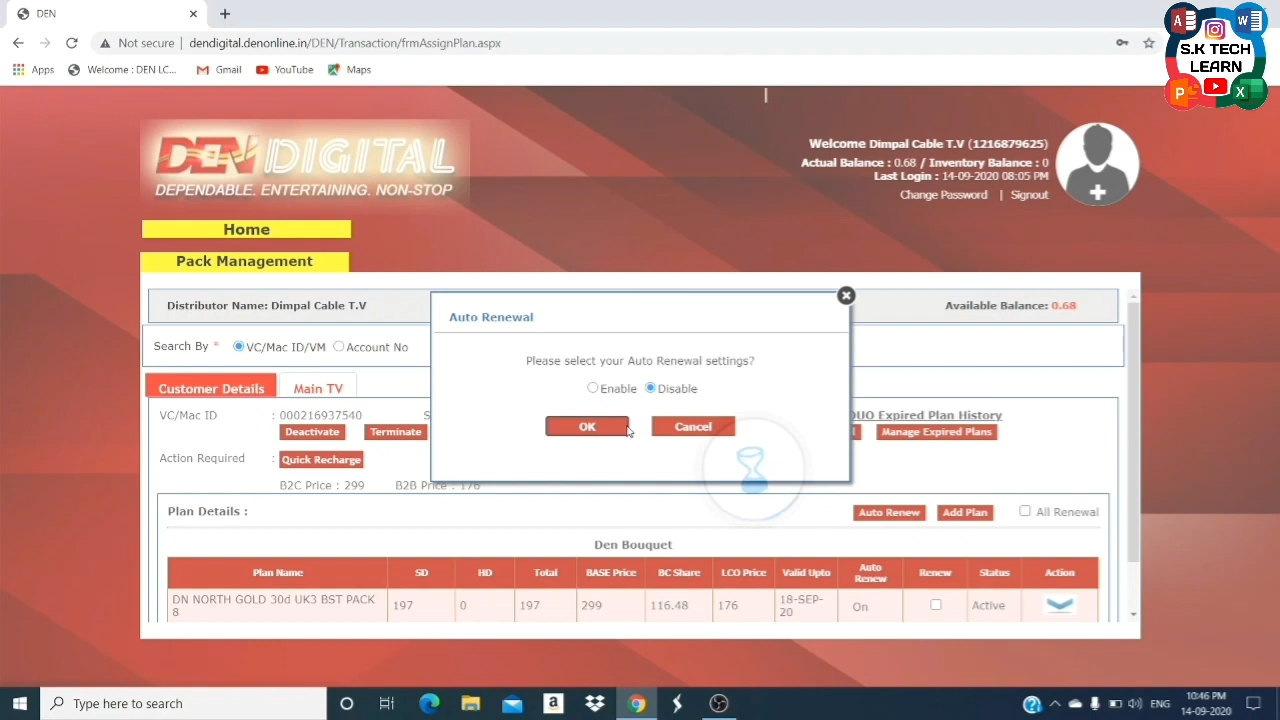 DEN
Not secure
dendigital.denonline.in/DEN/Transaction/frmAssignPlan.aspx
Apps
Welcome : DEN LC...
Gmail
YouTube
Maps
S.K TECH
LEARN
A
W
P
X
DEN DIGITAL
DEPENDABLE. ENTERTAINING. NON-STOP
Welcome Dimpal Cable T.V (1216879625)
Actual Balance : 0.68 / Inventory Balance : 0
Last Login : 14-09-2020 08:05 PM
Change Password | Signout
Home
Pack Management
Distributor Name: Dimpal Cable T.V
Available Balance: 0.68
Search By * VC/Mac ID/VM Account No
Auto Renewal
Please select your Auto Renewal settings?
Enable Disable
OK Cancel
Customer Details Main TV
VC/Mac ID : 000216937540 S
DUO Expired Plan History
Deactivate Terminate
Manage Expired Plans
Action Required : Quick Recharge
B2C Price : 299 B2B Price : 176
Plan Details :
Auto Renew Add Plan All Renewal
Den Bouquet
Plan Name SD HD Total BASE Price BC Share LCO Price Valid Upto Auto Renew Renew Status Action
DN NORTH GOLD 30d UK3 BST PACK 8 197 0 197 299 116.48 176 18-SEP-20 On Active
Type here to search
a
ENG
10:46 PM
14-09-2020